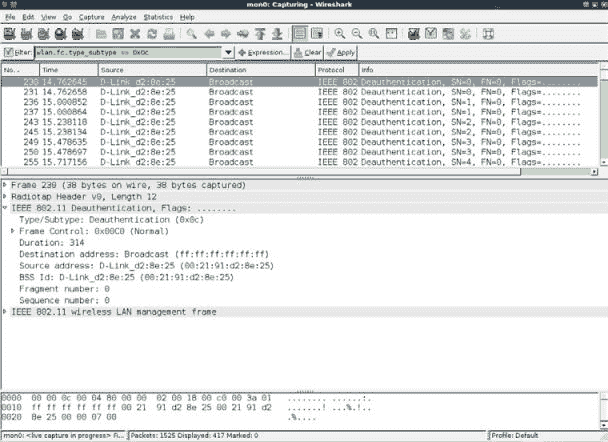 mon0: Capturing - Wireshark
File Edit View Go Capture Analyze Statistics Help
Filter: wlan.fc.type_subtype == 0x0c Expression... Clear Apply
No. . Time Source Destination Protocol Info
230 14.762645 D-Link_d2:8e:25 Broadcast IEEE 802 Deauthentication, SN=0, FN=0, Flags=........
231 14.762658 D-Link_d2:8e:25 Broadcast IEEE 802 Deauthentication, SN=0, FN=0, Flags=........
236 15.000852 D-Link_d2:8e:25 Broadcast IEEE 802 Deauthentication, SN=1, FN=0, Flags=........
237 15.000864 D-Link_d2:8e:25 Broadcast IEEE 802 Deauthentication, SN=1, FN=0, Flags=........
243 15.238118 D-Link_d2:8e:25 Broadcast IEEE 802 Deauthentication, SN=2, FN=0, Flags=........
245 15.238134 D-Link_d2:8e:25 Broadcast IEEE 802 Deauthentication, SN=2, FN=0, Flags=........
249 15.478635 D-Link_d2:8e:25 Broadcast IEEE 802 Deauthentication, SN=3, FN=0, Flags=........
250 15.478697 D-Link_d2:8e:25 Broadcast IEEE 802 Deauthentication, SN=3, FN=0, Flags=........
255 15.717156 D-Link_d2:8e:25 Broadcast IEEE 802 Deauthentication, SN=4, FN=0, Flags=........
Frame 230 (38 bytes on wire, 38 bytes captured)
Radiotap Header v0, Length 12
IEEE 802.11 Deauthentication, Flags: ........
Type/Subtype: Deauthentication (0x0c)
Frame Control: 0x00C0 (Normal)
Duration: 314
Destination address: Broadcast (ff:ff:ff:ff:ff:ff)
Source address: D-Link_d2:8e:25 (00:21:91:d2:8e:25)
BSS Id: D-Link_d2:8e:25 (00:21:91:d2:8e:25)
Fragment number: 0
Sequence number: 0
IEEE 802.11 wireless LAN management frame
0000 00 00 0c 00 04 80 00 00 02 00 18 00 c0 00 3a 01 ........ ......:.
0010 ff ff ff ff ff ff 00 21 91 d2 8e 25 00 21 91 d2 .......! ...%.!..
0020 8e 25 00 00 07 00 .%....
mon0: <live capture in progress> F... Packets: 1525 Displayed: 417 Marked: 0 Profile: Default